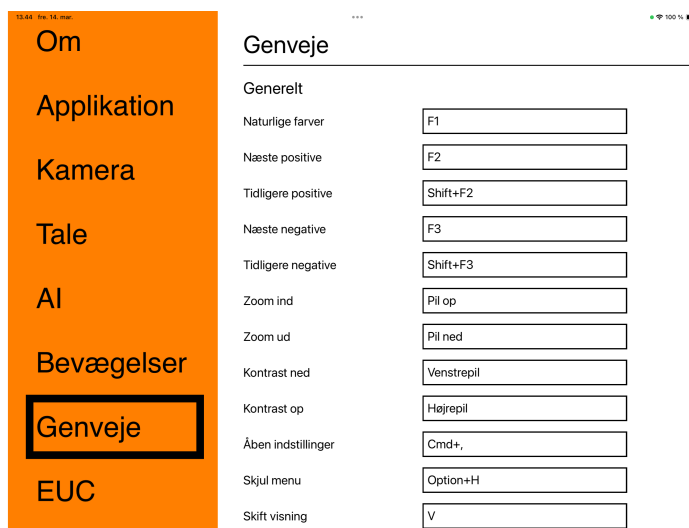 13.44 fre. 14. mar.
100 %
Om
Applikation
Kamera
Tale
AI
Bevægelser
Genveje
EUC
Genveje
Generelt
Naturlige farver F1
Næste positive F2
Tidligere positive Shift+F2
Næste negative F3
Tidligere negative Shift+F3
Zoom ind Pil op
Zoom ud Pil ned
Kontrast ned Venstrepil
Kontrast op Højrepil
Åben indstillinger Cmd+,
Skjul menu Option+H
Skift visning V